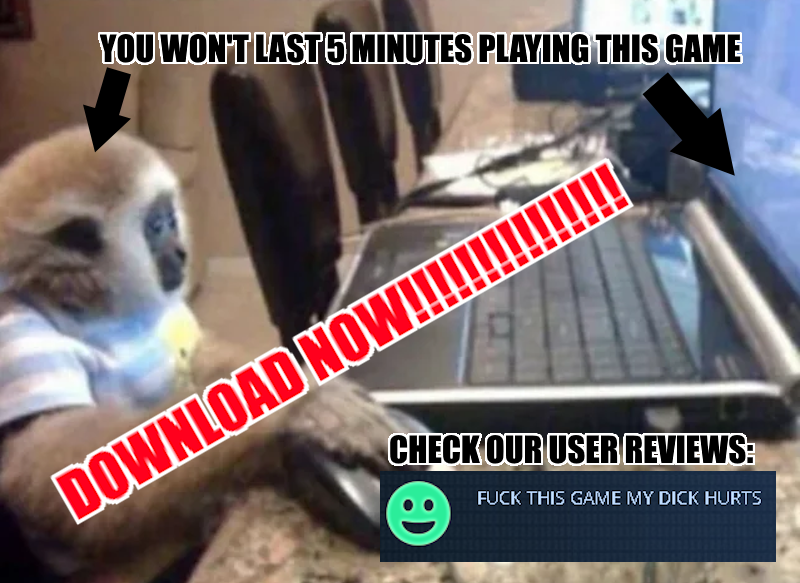 YOU WON'T LAST 5 MINUTES PLAYING THIS GAME
DOWNLOAD NOW!!!!!!!!!!!!!!!!!!
CHECK OUR USER REVIEWS:
FUCK THIS GAME MY DICK HURTS